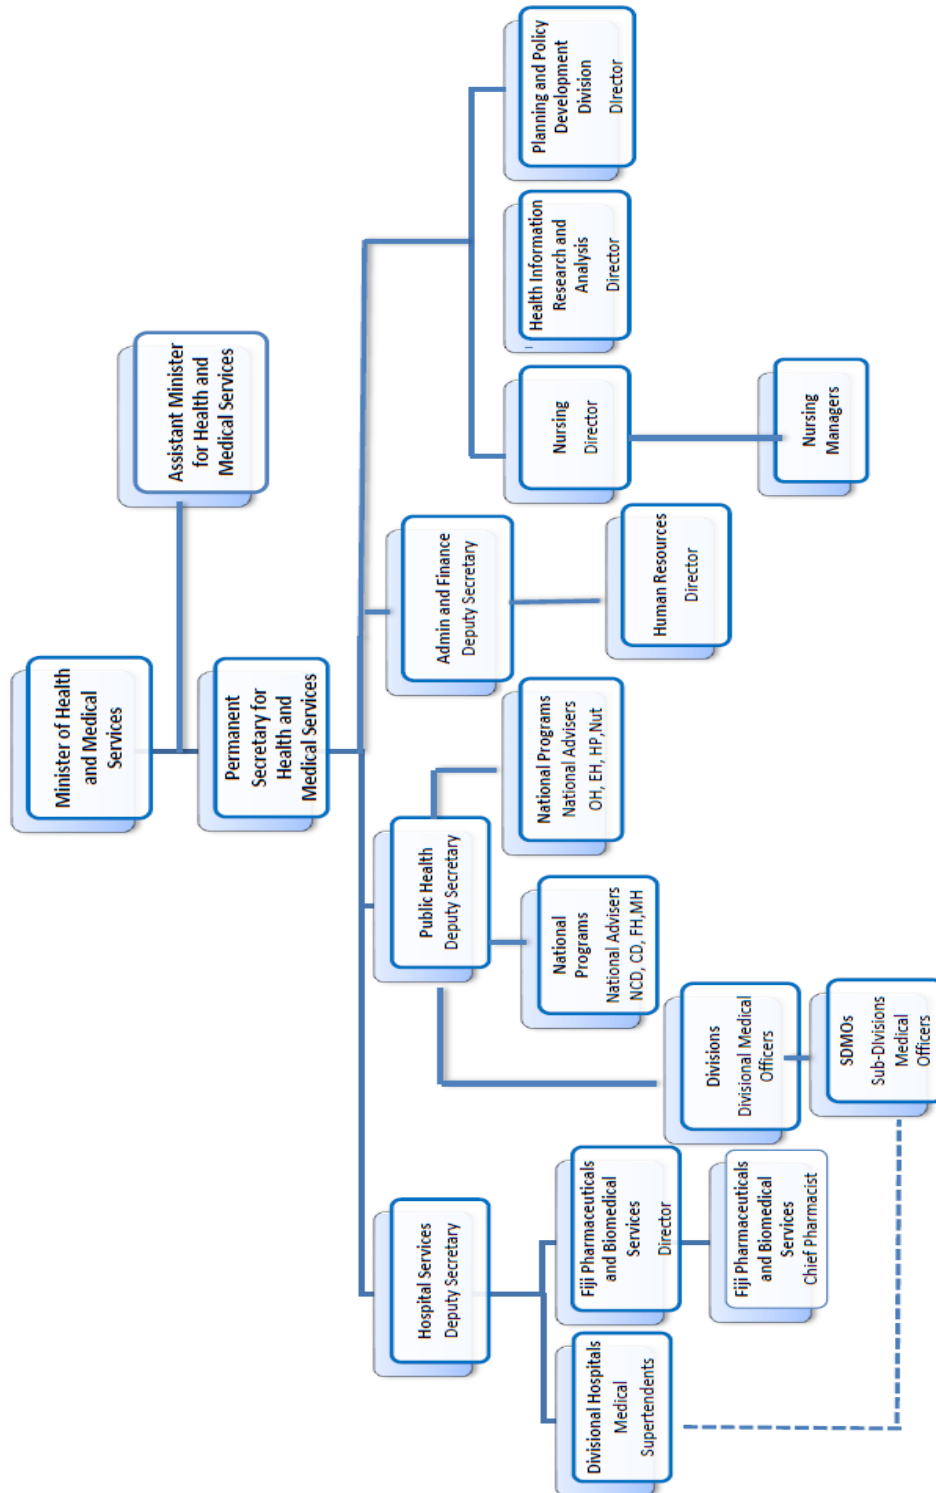 Minister of Health
and Medical
Services
Assistant Minister
for Health and
Medical Services
Permanent
Secretary for
Health and
Medical Services
Hospital Services
Deputy Secretary
Public Health
Deputy Secretary
Admin and Finance
Deputy Secretary
Nursing
Director
Health Information
Research and
Analysis
Director
Planning and Policy
Development
Division
Director
Divisional Hospitals
Medical
Supertendents
Fiji Pharmaceuticals
and Biomedical
Services
Director
National
Programs
National Advisers
NCD, CD, FH,MH
National Programs
National Advisers
OH, EH, HP,Nut
Human Resources
Director
Nursing
Managers
Divisions
Divisional Medical
Officers
Fiji Pharmaceuticals
and Biomedical
Services
Chief Pharmacist
SDMOs
Sub-Divisions
Medical
Officers